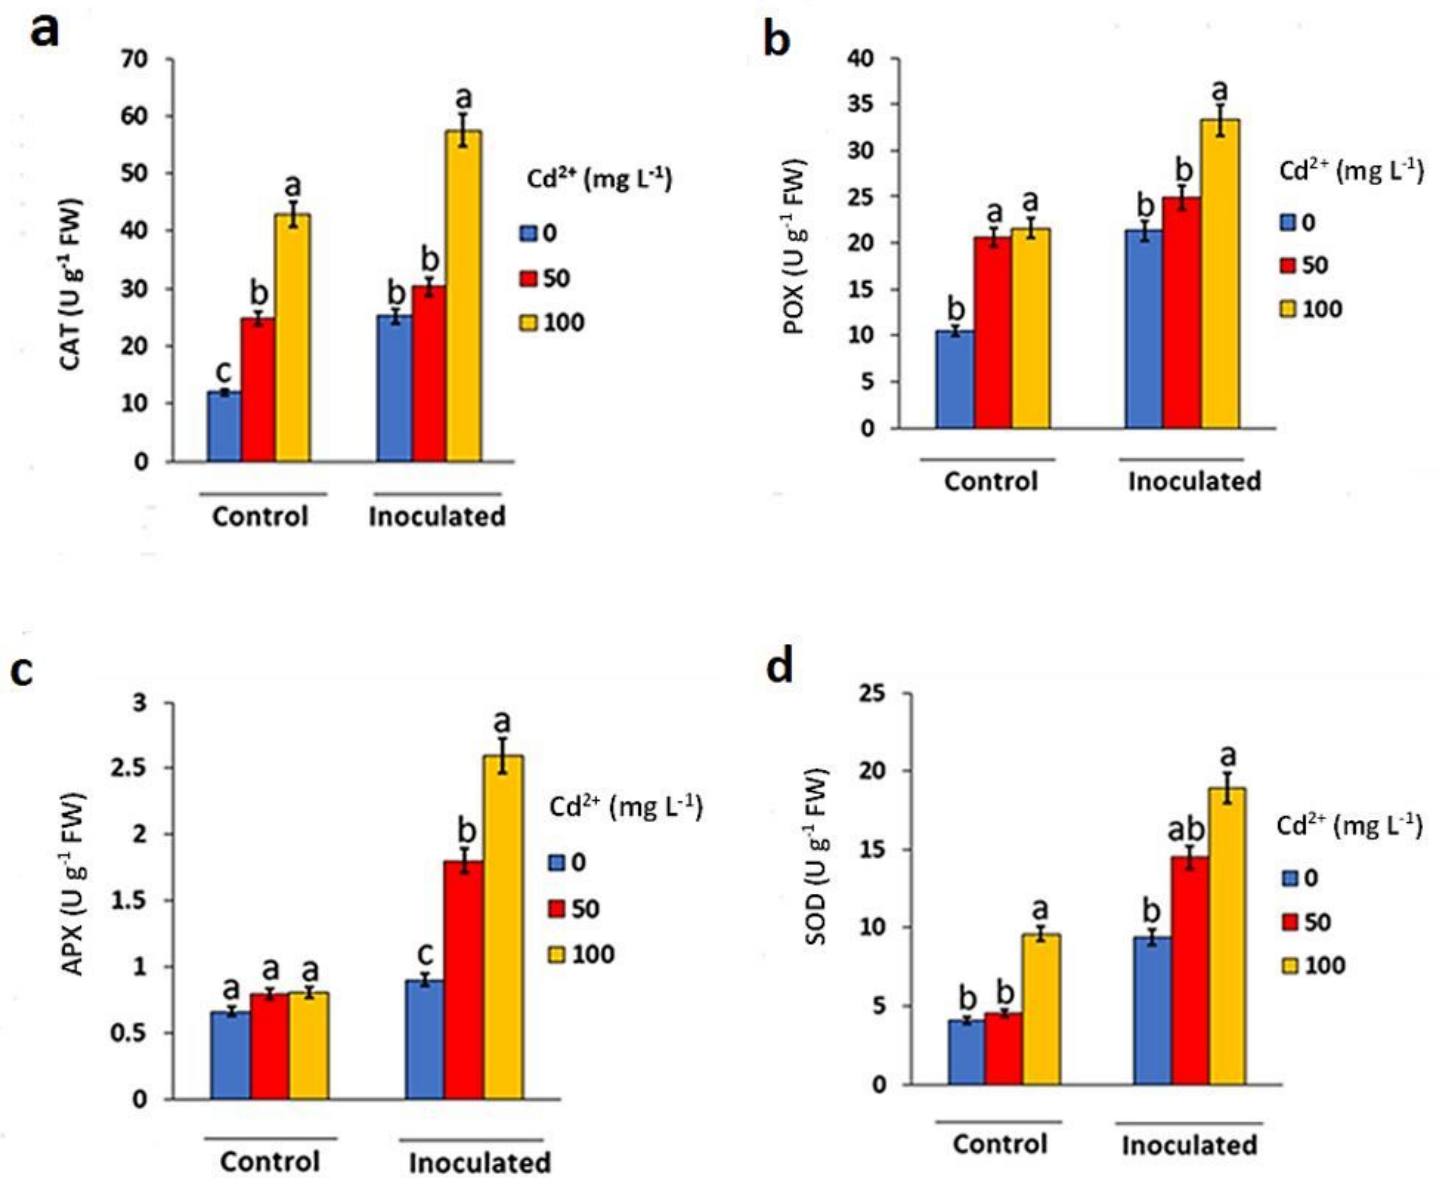 a
CAT (U g⁻¹ FW)
70
60
50
40
30
20
10
0
c
b
a
b
b
a
Control
Inoculated
Cd²⁺ (mg L⁻¹)
0
50
100
b
POX (U g⁻¹ FW)
40
35
30
25
20
15
10
5
0
b
a
a
b
b
a
Control
Inoculated
Cd²⁺ (mg L⁻¹)
0
50
100
c
APX (U g⁻¹ FW)
3
2.5
2
1.5
1
0.5
0
a
a
a
c
b
a
Control
Inoculated
Cd²⁺ (mg L⁻¹)
0
50
100
d
SOD (U g⁻¹ FW)
25
20
15
10
5
0
b
b
a
b
ab
a
Control
Inoculated
Cd²⁺ (mg L⁻¹)
0
50
100